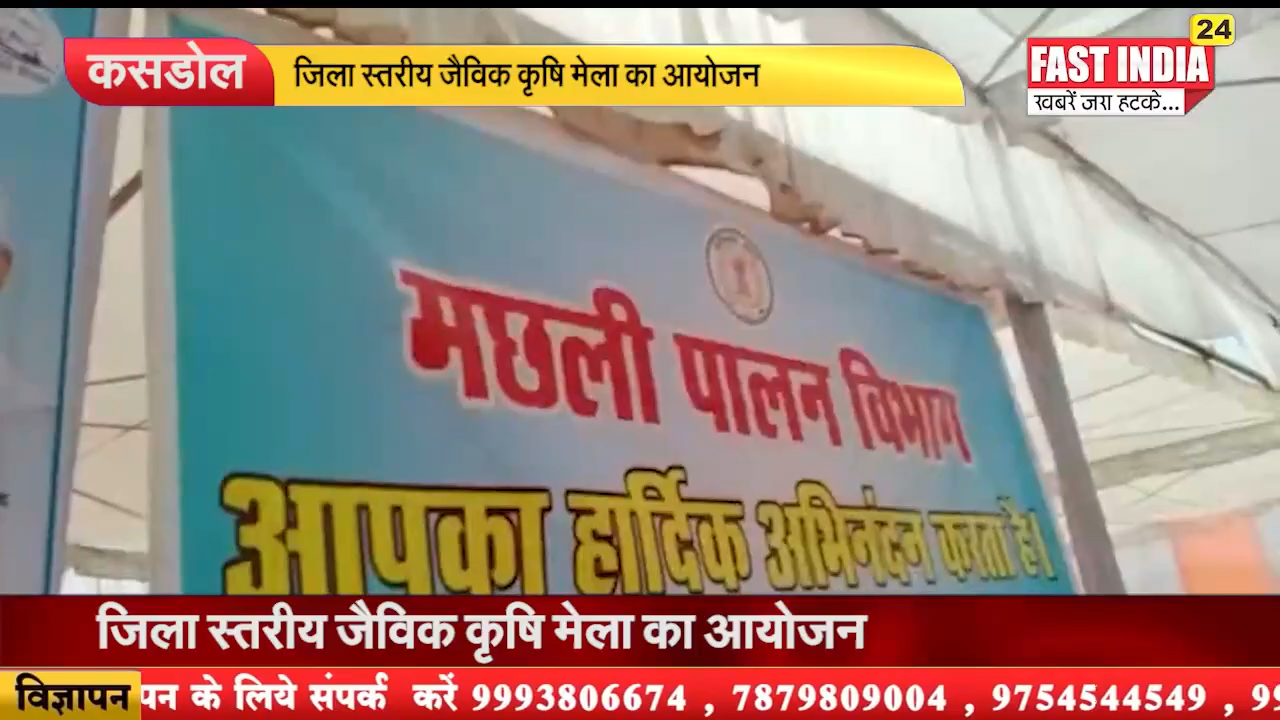 24
कसडोल
जिला स्तरीय जैविक कृषि मेला का आयोजन
FAST INDIA
खबरें जरा हटके...
मछली पालन विभाग
आपका हार्दिक अभिनंदन करता है।
जिला स्तरीय जैविक कृषि मेला का आयोजन
विज्ञापन
पन के लिये संपर्क करें 9993806674 , 7879809004 , 9754544549 ,